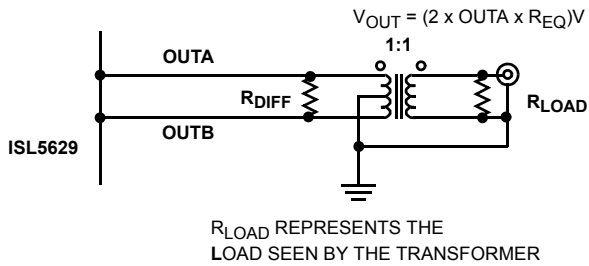 V_OUT = (2 x OUTA x R_EQ)V
1:1
OUTA
R_DIFF
R_LOAD
OUTB
ISL5629
R_LOAD REPRESENTS THE
LOAD SEEN BY THE TRANSFORMER